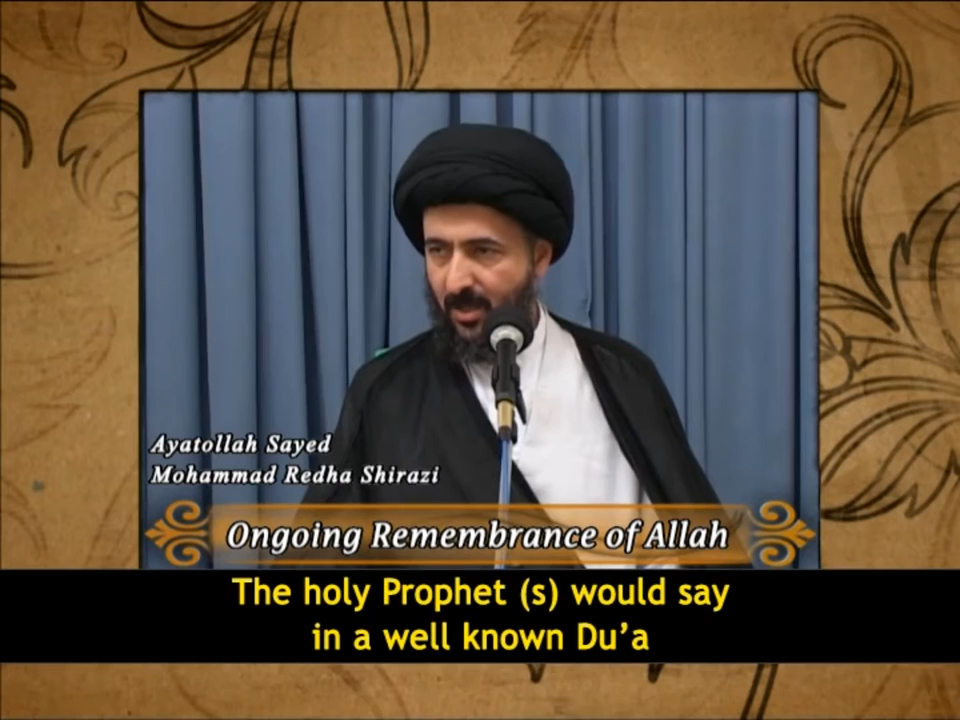 Ayatollah Sayed
Mohammad Redha Shirazi
Ongoing Remembrance of Allah
The holy Prophet (s) would say
in a well known Du’a